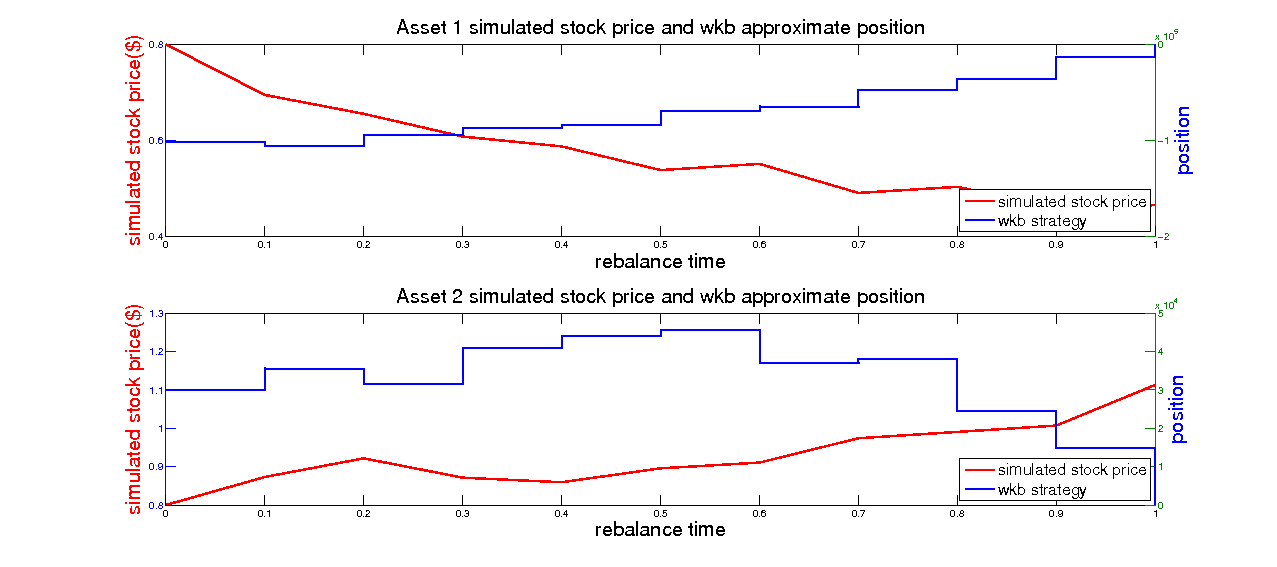 Asset 1 simulated stock price and wkb approximate position
simulated stock price($)
0.8
0.6
0.4
x 10^5
0
-1
-2
position
simulated stock price
wkb strategy
0 0.1 0.2 0.3 0.4 0.5 0.6 0.7 0.8 0.9 1
rebalance time
Asset 2 simulated stock price and wkb approximate position
simulated stock price($)
1.3
1.2
1.1
1
0.9
0.8
x 10^4
5
4
3
2
1
0
position
simulated stock price
wkb strategy
0 0.1 0.2 0.3 0.4 0.5 0.6 0.7 0.8 0.9 1
rebalance time